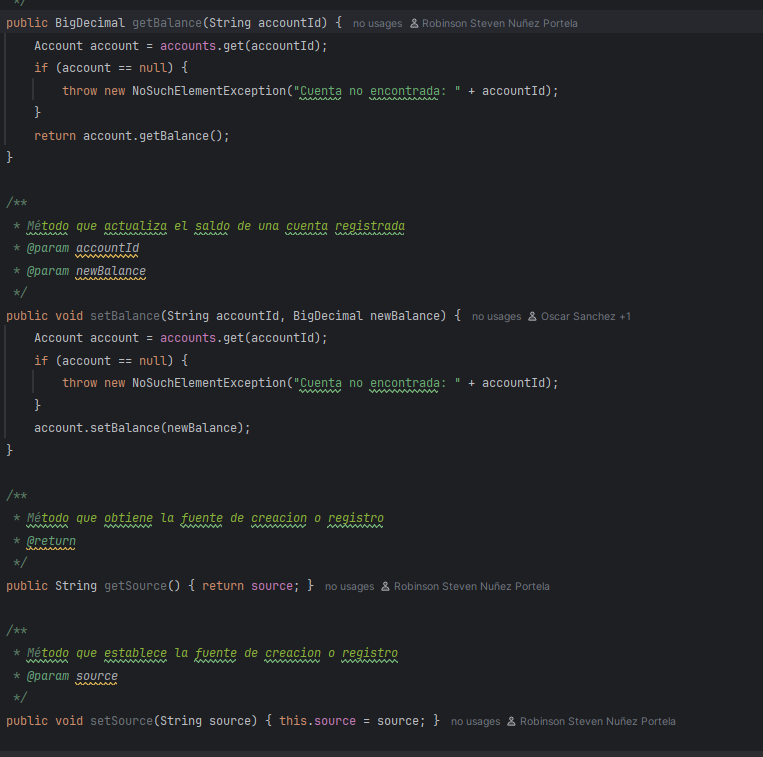 */
public BigDecimal getBalance(String accountId) { no usages Robinson Steven Nuñez Portela
Account account = accounts.get(accountId);
if (account == null) {
throw new NoSuchElementException("Cuenta no encontrada: " + accountId);
}
return account.getBalance();
}
/**
* Método que actualiza el saldo de una cuenta registrada
* @param accountId
* @param newBalance
*/
public void setBalance(String accountId, BigDecimal newBalance) { no usages Oscar Sanchez +1
Account account = accounts.get(accountId);
if (account == null) {
throw new NoSuchElementException("Cuenta no encontrada: " + accountId);
}
account.setBalance(newBalance);
}
/**
* Método que obtiene la fuente de creacion o registro
* @return
*/
public String getSource() { return source; } no usages Robinson Steven Nuñez Portela
/**
* Método que establece la fuente de creacion o registro
* @param source
*/
public void setSource(String source) { this.source = source; } no usages Robinson Steven Nuñez Portela